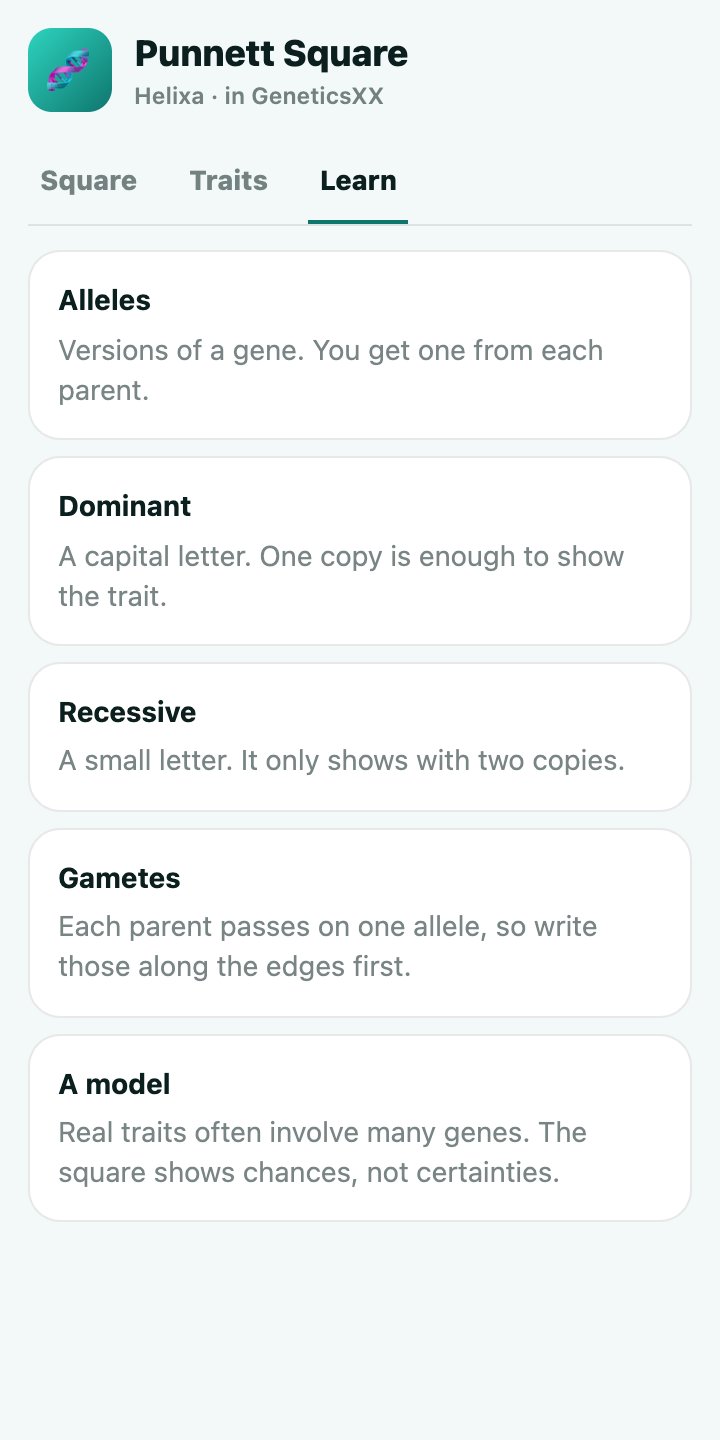 Punnett Square
Helixa · in GeneticsXX
Square Traits Learn
Alleles
Versions of a gene. You get one from each
parent.
Dominant
A capital letter. One copy is enough to show
the trait.
Recessive
A small letter. It only shows with two copies.
Gametes
Each parent passes on one allele, so write
those along the edges first.
A model
Real traits often involve many genes. The
square shows chances, not certainties.